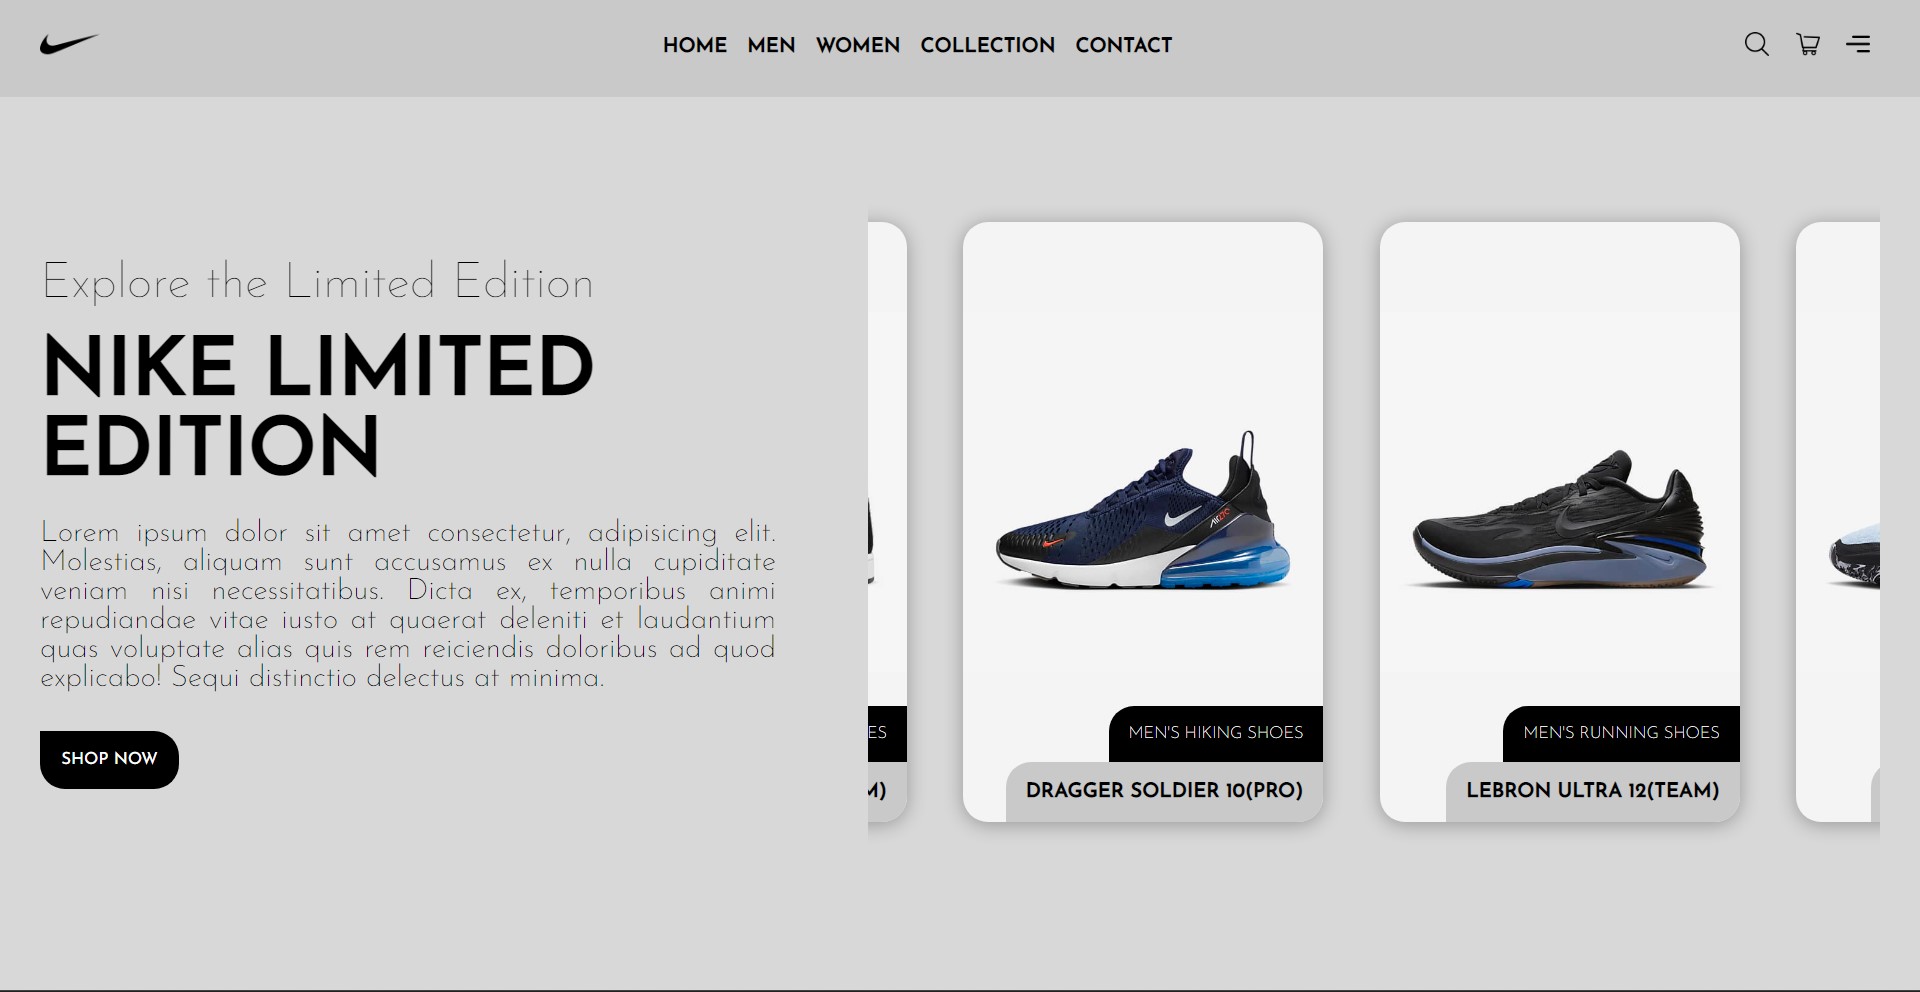 HOME MEN WOMEN COLLECTION CONTACT
Explore the Limited Edition
NIKE LIMITED
EDITION
Lorem ipsum dolor sit amet consectetur, adipisicing elit.
Molestias, aliquam sunt accusamus ex nulla cupiditate
veniam nisi necessitatibus. Dicta ex, temporibus animi
repudiandae vitae iusto at quaerat deleniti et laudantium
quas voluptate alias quis rem reiciendis doloribus ad quod
explicabo! Sequi distinctio delectus at minima.
SHOP NOW
MEN'S HIKING SHOES
DRAGGER SOLDIER 10(PRO)
MEN'S RUNNING SHOES
LEBRON ULTRA 12(TEAM)